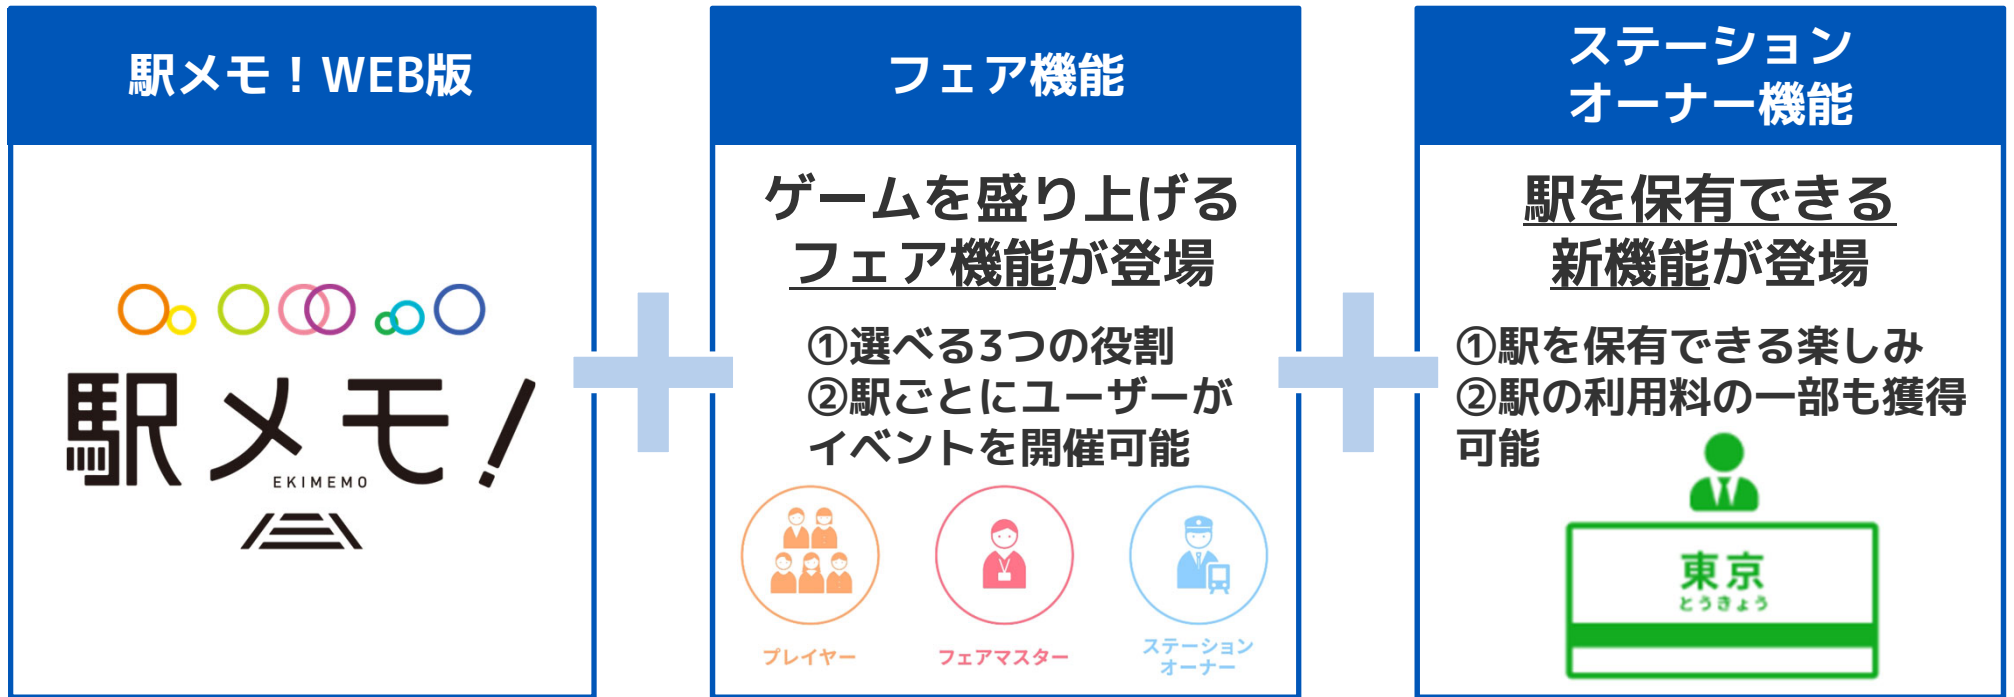 駅メモ！WEB版
駅メモ！
EKIMEMO
フェア機能
ゲームを盛り上げる
フェア機能が登場
①選べる3つの役割
②駅ごとにユーザーが
イベントを開催可能
プレイヤー
フェアマスター
ステーション
オーナー
ステーション
オーナー機能
駅を保有できる
新機能が登場
①駅を保有できる楽しみ
②駅の利用料の一部も獲得
可能
東京
とうきょう